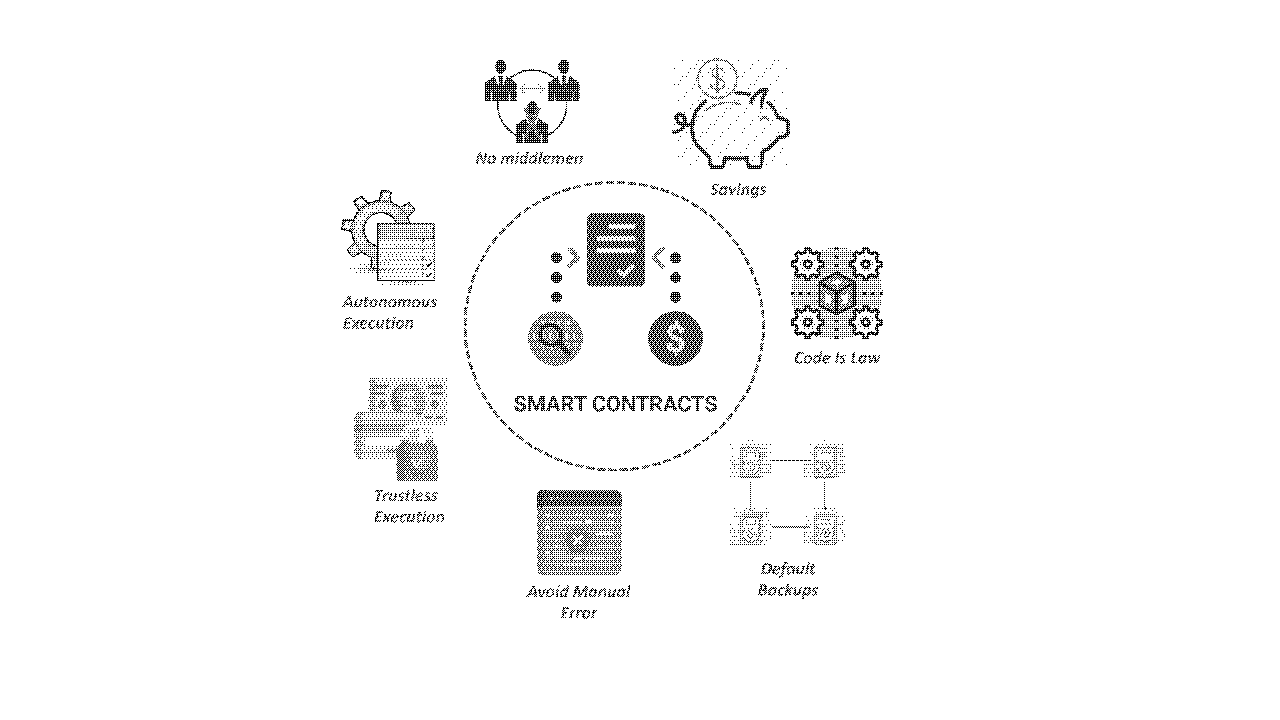 No middlemen
Savings
Autonomous
Execution
SMART CONTRACTS
Code Is Law
Trustless
Execution
Avoid Manual
Error
Default
Backups